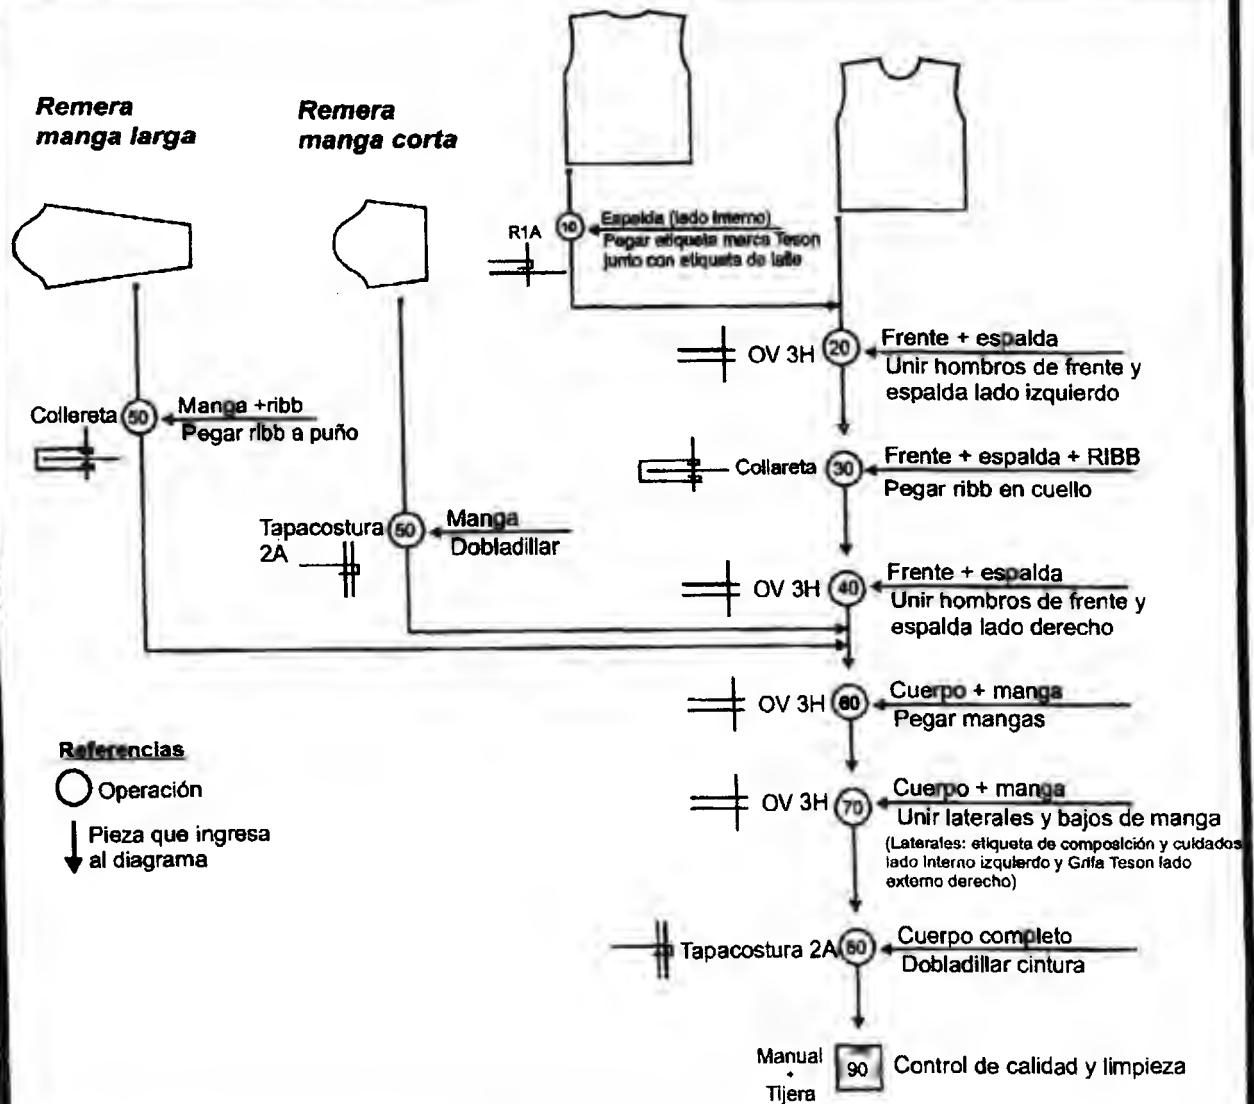 Remera
manga larga
Remera
manga corta
R1A
10
Espalda (lado interno)
Pegar etiqueta marca Teson
junto con etiqueta de talle
OV 3H
20
Frente + espalda
Unir hombros de frente y
espalda lado izquierdo
Collareta
50
Manga +ribb
Pegar ribb a puño
Collareta
30
Frente + espalda + RIBB
Pegar ribb en cuello
Tapacostura
2A
50
Manga
Dobladillar
OV 3H
40
Frente + espalda
Unir hombros de frente y
espalda lado derecho
OV 3H
60
Cuerpo + manga
Pegar mangas
Referencias
Operación
Pieza que ingresa
al diagrama
OV 3H
70
Cuerpo + manga
Unir laterales y bajos de manga
(Laterales: etiqueta de composición y cuidados
lado interno izquierdo y Grifa Teson lado
externo derecho)
Tapacostura 2A
80
Cuerpo completo
Dobladillar cintura
Manual
+
Tijera
90
Control de calidad y limpieza